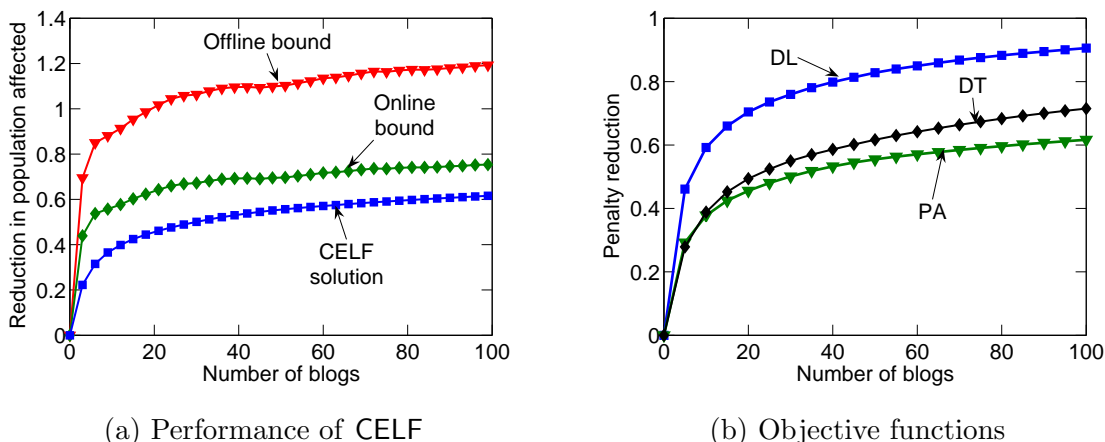 1.4
1.2
1
0.8
0.6
0.4
0.2
0
0
20
40
60
80
100
Reduction in population affected
Number of blogs
Offline bound
Online
bound
CELF
solution
(a) Performance of CELF
1
0.8
0.6
0.4
0.2
0
0
20
40
60
80
100
Penalty reduction
Number of blogs
DL
DT
PA
(b) Objective functions